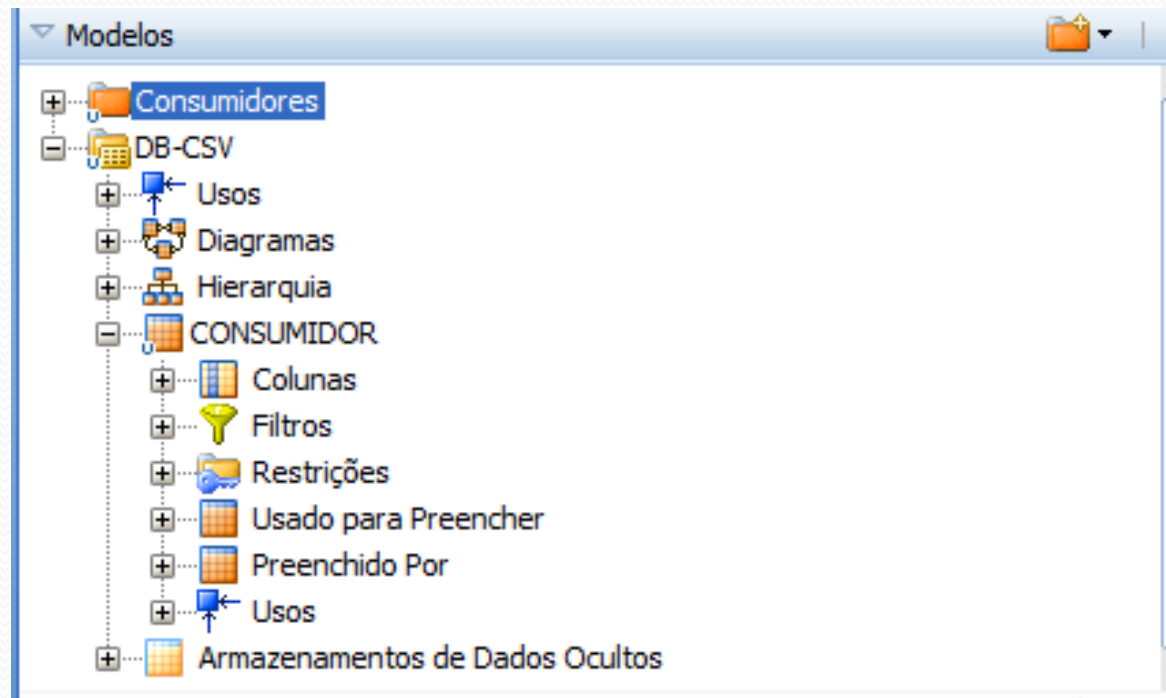 Modelos
Consumidores
DB-CSV
Usos
Diagramas
Hierarquia
CONSUMIDOR
Colunas
Filtros
Restrições
Usado para Preencher
Preenchido Por
Usos
Armazenamentos de Dados Ocultos